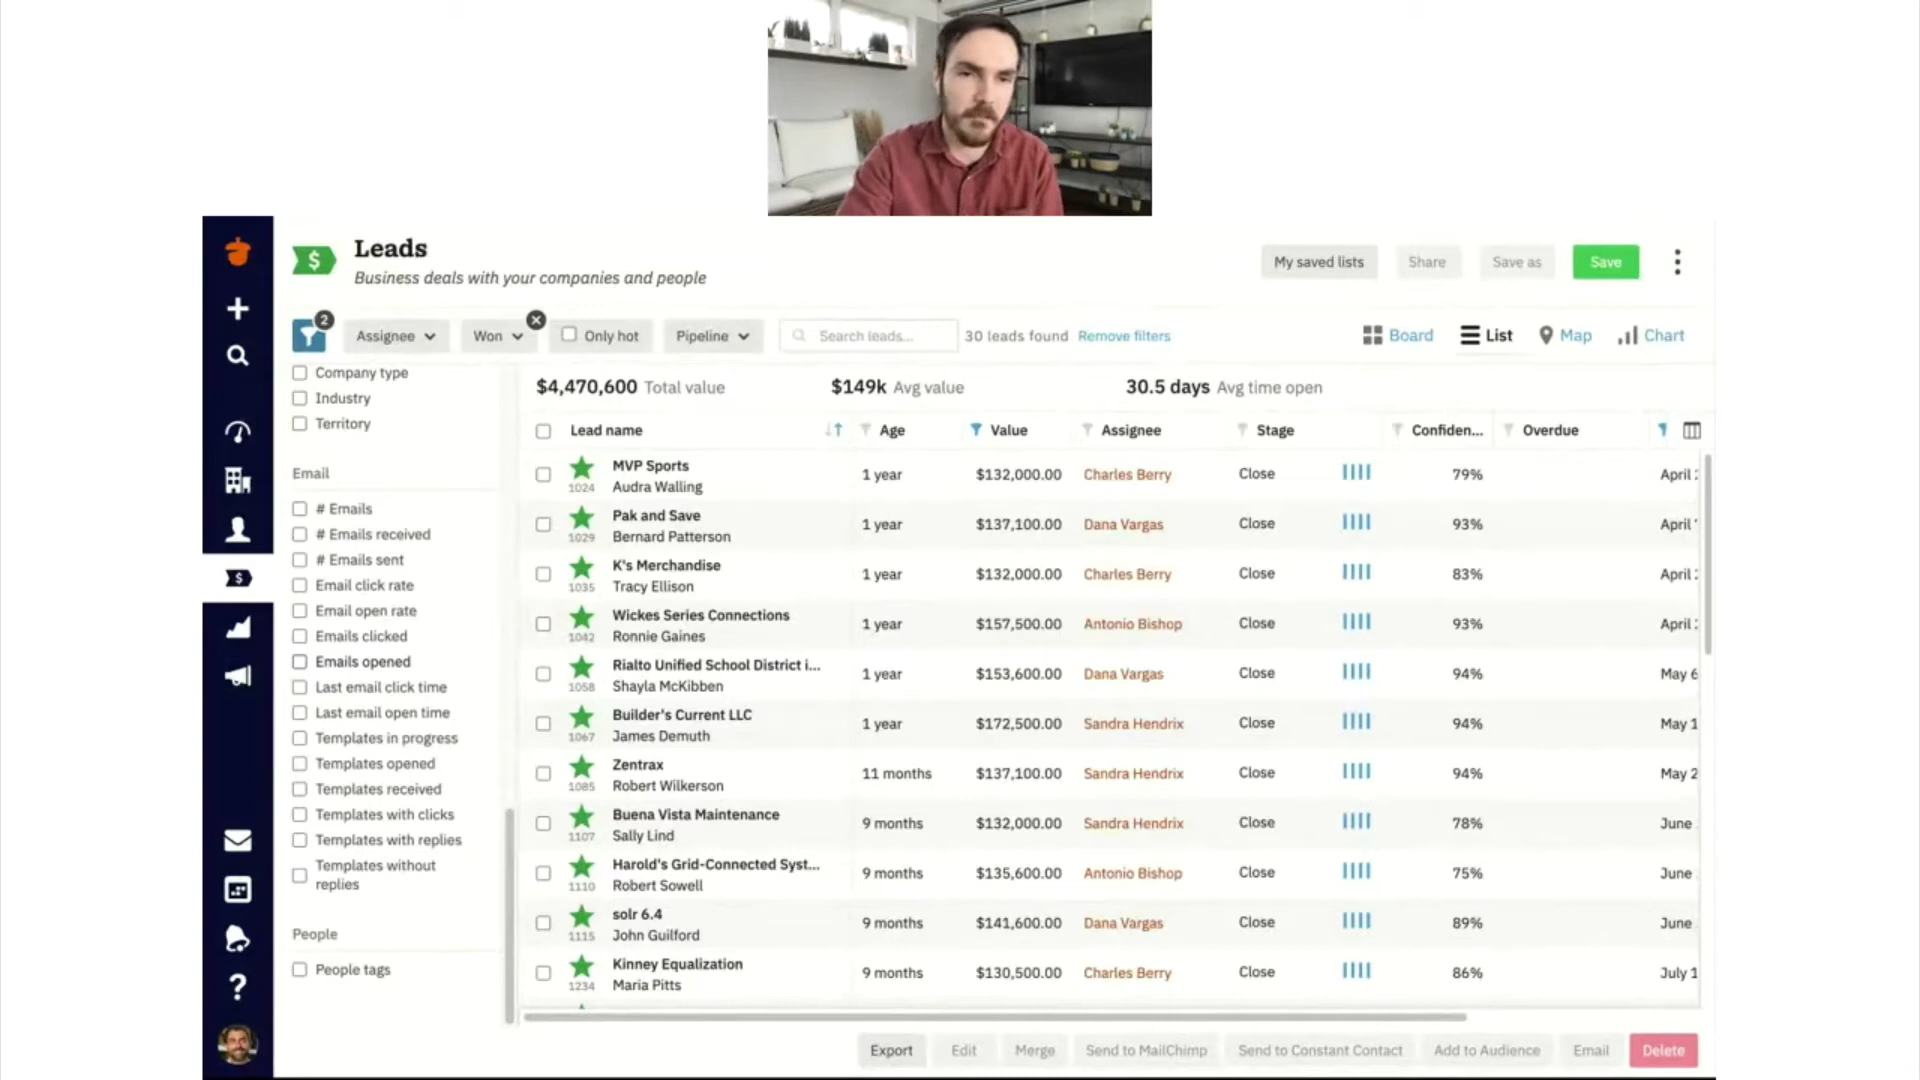 Leads
Business deals with your companies and people
My saved lists
Share
Save as
Save
2
Assignee
Won
Only hot
Pipeline
Search leads...
30 leads found
Remove filters
Board
List
Map
Chart
Company type
Industry
Territory
Email
# Emails
# Emails received
# Emails sent
Email click rate
Email open rate
Emails clicked
Emails opened
Last email click time
Last email open time
Templates in progress
Templates opened
Templates received
Templates with clicks
Templates with replies
Templates without
replies
People
People tags
$4,470,600 Total value
$149k Avg value
30.5 days Avg time open
Lead name Age Value Assignee Stage Confiden... Overdue
MVP Sports
1024 Audra Walling 1 year $132,000.00 Charles Berry Close 79% April
Pak and Save
1029 Bernard Patterson 1 year $137,100.00 Dana Vargas Close 93% April
K's Merchandise
1035 Tracy Ellison 1 year $132,000.00 Charles Berry Close 83% April
Wickes Series Connections
1042 Ronnie Gaines 1 year $157,500.00 Antonio Bishop Close 93% April
Rialto Unified School District i...
1058 Shayla McKibben 1 year $153,600.00 Dana Vargas Close 94% May 6
Builder's Current LLC
1067 James Demuth 1 year $172,500.00 Sandra Hendrix Close 94% May 1
Zentrax
1085 Robert Wilkerson 11 months $137,100.00 Sandra Hendrix Close 94% May 2
Buena Vista Maintenance
1107 Sally Lind 9 months $132,000.00 Sandra Hendrix Close 78% June
Harold's Grid-Connected Syst...
1110 Robert Sowell 9 months $135,600.00 Antonio Bishop Close 75% June
solr 6.4
1115 John Guilford 9 months $141,600.00 Dana Vargas Close 89% June
Kinney Equalization
1234 Maria Pitts 9 months $130,500.00 Charles Berry Close 86% July 1
Export
Edit
Merge
Send to MailChimp
Send to Constant Contact
Add to Audience
Email
Delete